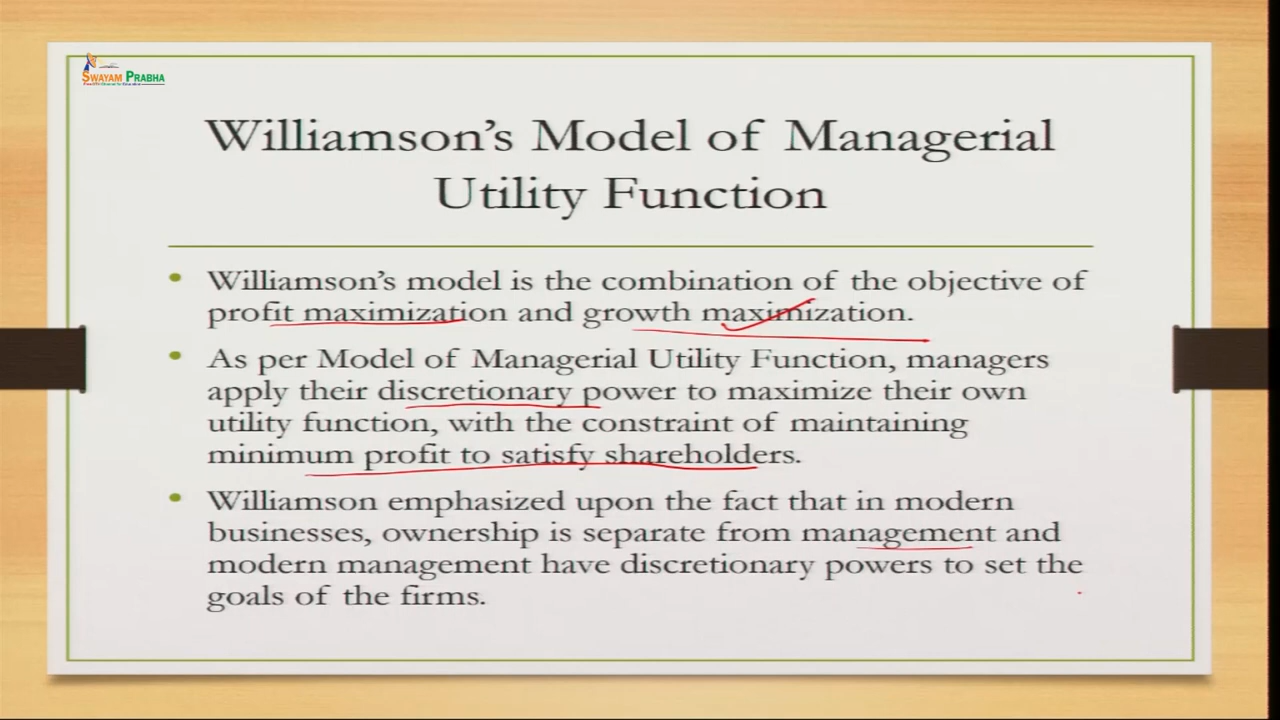 SWAYAM PRABHA
Williamson's Model of Managerial
Utility Function
• Williamson's model is the combination of the objective of
profit maximization and growth maximization.
• As per Model of Managerial Utility Function, managers
apply their discretionary power to maximize their own
utility function, with the constraint of maintaining
minimum profit to satisfy shareholders.
• Williamson emphasized upon the fact that in modern
businesses, ownership is separate from management and
modern management have discretionary powers to set the
goals of the firms.